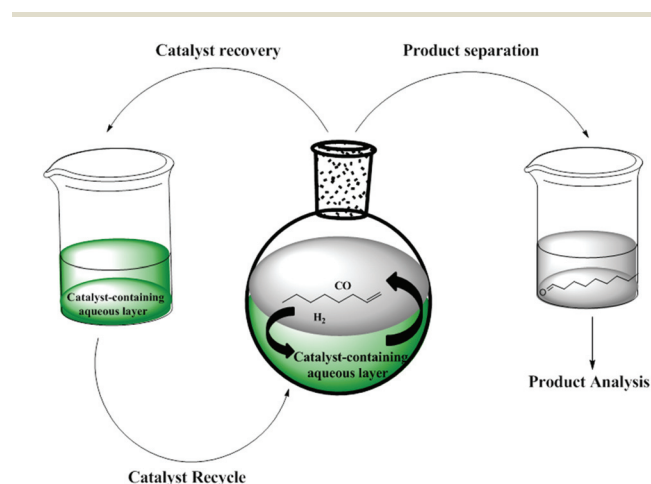 Catalyst recovery
Product separation
Catalyst-containing
aqueous layer
CO
H2
Catalyst-containing
aqueous layer
O
Product Analysis
Catalyst Recycle